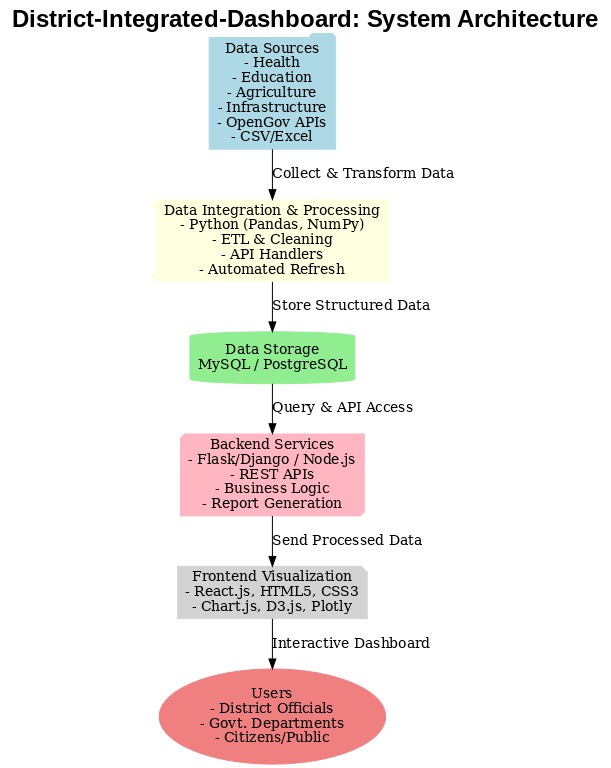 District-Integrated-Dashboard: System Architecture
Data Sources
- Health
- Education
- Agriculture
- Infrastructure
- OpenGov APIs
- CSV/Excel
Collect & Transform Data
Data Integration & Processing
- Python (Pandas, NumPy)
- ETL & Cleaning
- API Handlers
- Automated Refresh
Store Structured Data
Data Storage
MySQL / PostgreSQL
Query & API Access
Backend Services
- Flask/Django / Node.js
- REST APIs
- Business Logic
- Report Generation
Send Processed Data
Frontend Visualization
- React.js, HTML5, CSS3
- Chart.js, D3.js, Plotly
Interactive Dashboard
Users
- District Officials
- Govt. Departments
- Citizens/Public